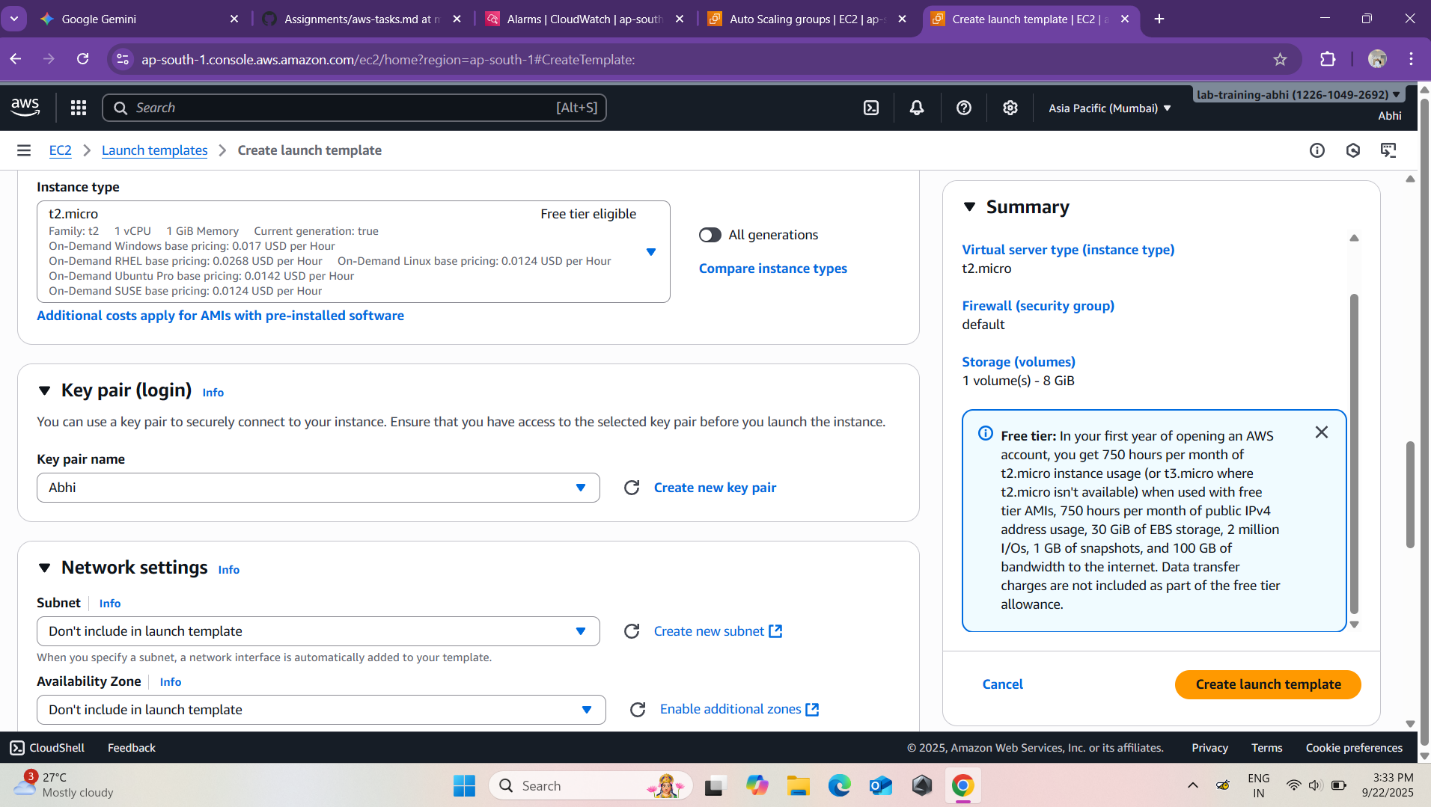 Google Gemini
Assignments/aws-tasks.md at m
Alarms | CloudWatch | ap-south
Auto Scaling groups | EC2 | ap-s
Create launch template | EC2 | a
ap-south-1.console.aws.amazon.com/ec2/home?region=ap-south-1#CreateTemplate:
aws
Search
[Alt+S]
Asia Pacific (Mumbai)
lab-training-abhi (1226-1049-2692)
Abhi
EC2
Launch templates
Create launch template
Instance type
t2.micro
Free tier eligible
Family: t2 1 vCPU 1 GiB Memory Current generation: true
On-Demand Windows base pricing: 0.017 USD per Hour
On-Demand RHEL base pricing: 0.0268 USD per Hour On-Demand Linux base pricing: 0.0124 USD per Hour
On-Demand Ubuntu Pro base pricing: 0.0142 USD per Hour
On-Demand SUSE base pricing: 0.0124 USD per Hour
All generations
Compare instance types
Additional costs apply for AMIs with pre-installed software
Key pair (login)
Info
You can use a key pair to securely connect to your instance. Ensure that you have access to the selected key pair before you launch the instance.
Key pair name
Abhi
Create new key pair
Network settings
Info
Subnet
Info
Don't include in launch template
Create new subnet
When you specify a subnet, a network interface is automatically added to your template.
Availability Zone
Info
Don't include in launch template
Enable additional zones
Summary
Virtual server type (instance type)
t2.micro
Firewall (security group)
default
Storage (volumes)
1 volume(s) - 8 GiB
Free tier: In your first year of opening an AWS
account, you get 750 hours per month of
t2.micro instance usage (or t3.micro where
t2.micro isn't available) when used with free
tier AMIs, 750 hours per month of public IPv4
address usage, 30 GiB of EBS storage, 2 million
I/Os, 1 GB of snapshots, and 100 GB of
bandwidth to the internet. Data transfer
charges are not included as part of the free tier
allowance.
Cancel
Create launch template
CloudShell
Feedback
© 2025, Amazon Web Services, Inc. or its affiliates.
Privacy
Terms
Cookie preferences
3
27°C
Mostly cloudy
Search
ENG
IN
3:33 PM
9/22/2025